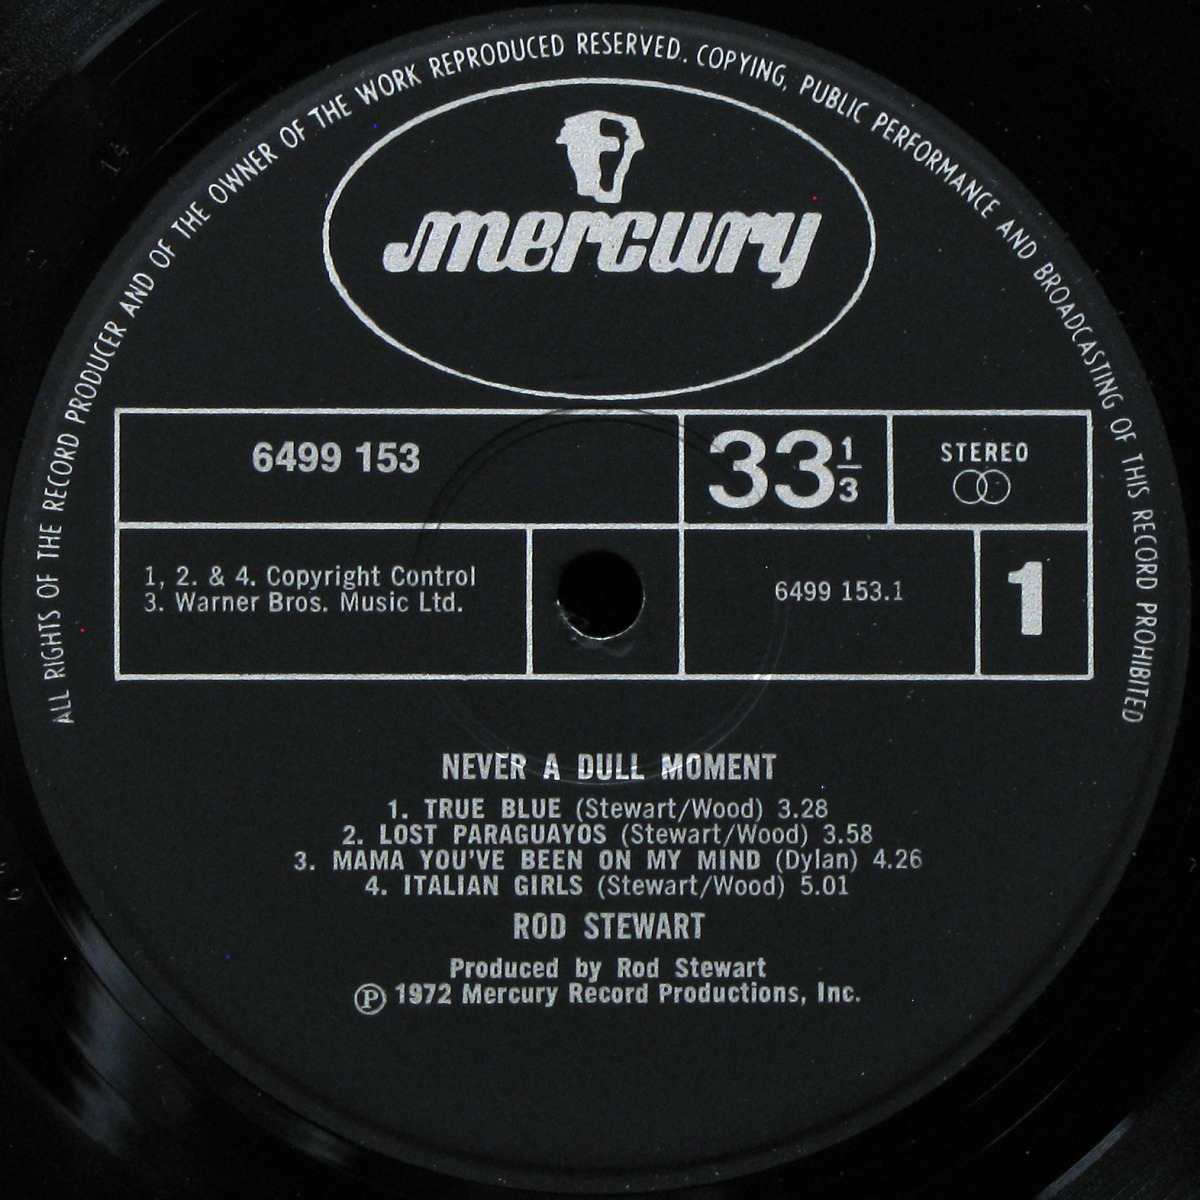 ALL RIGHTS OF THE RECORD PRODUCER AND OF THE OWNER OF THE WORK REPRODUCED RESERVED. COPYING, PUBLIC PERFORMANCE AND BROADCASTING OF THIS RECORD PROHIBITED
mercury
6499 153
33 1/3
STEREO
1, 2. & 4. Copyright Control
3. Warner Bros. Music Ltd.
6499 153.1
1
NEVER A DULL MOMENT
1. TRUE BLUE (Stewart/Wood) 3.28
2. LOST PARAGUAYOS (Stewart/Wood) 3.58
3. MAMA YOU'VE BEEN ON MY MIND (Dylan) 4.26
4. ITALIAN GIRLS (Stewart/Wood) 5.01
ROD STEWART
Produced by Rod Stewart
Ⓟ 1972 Mercury Record Productions, Inc.